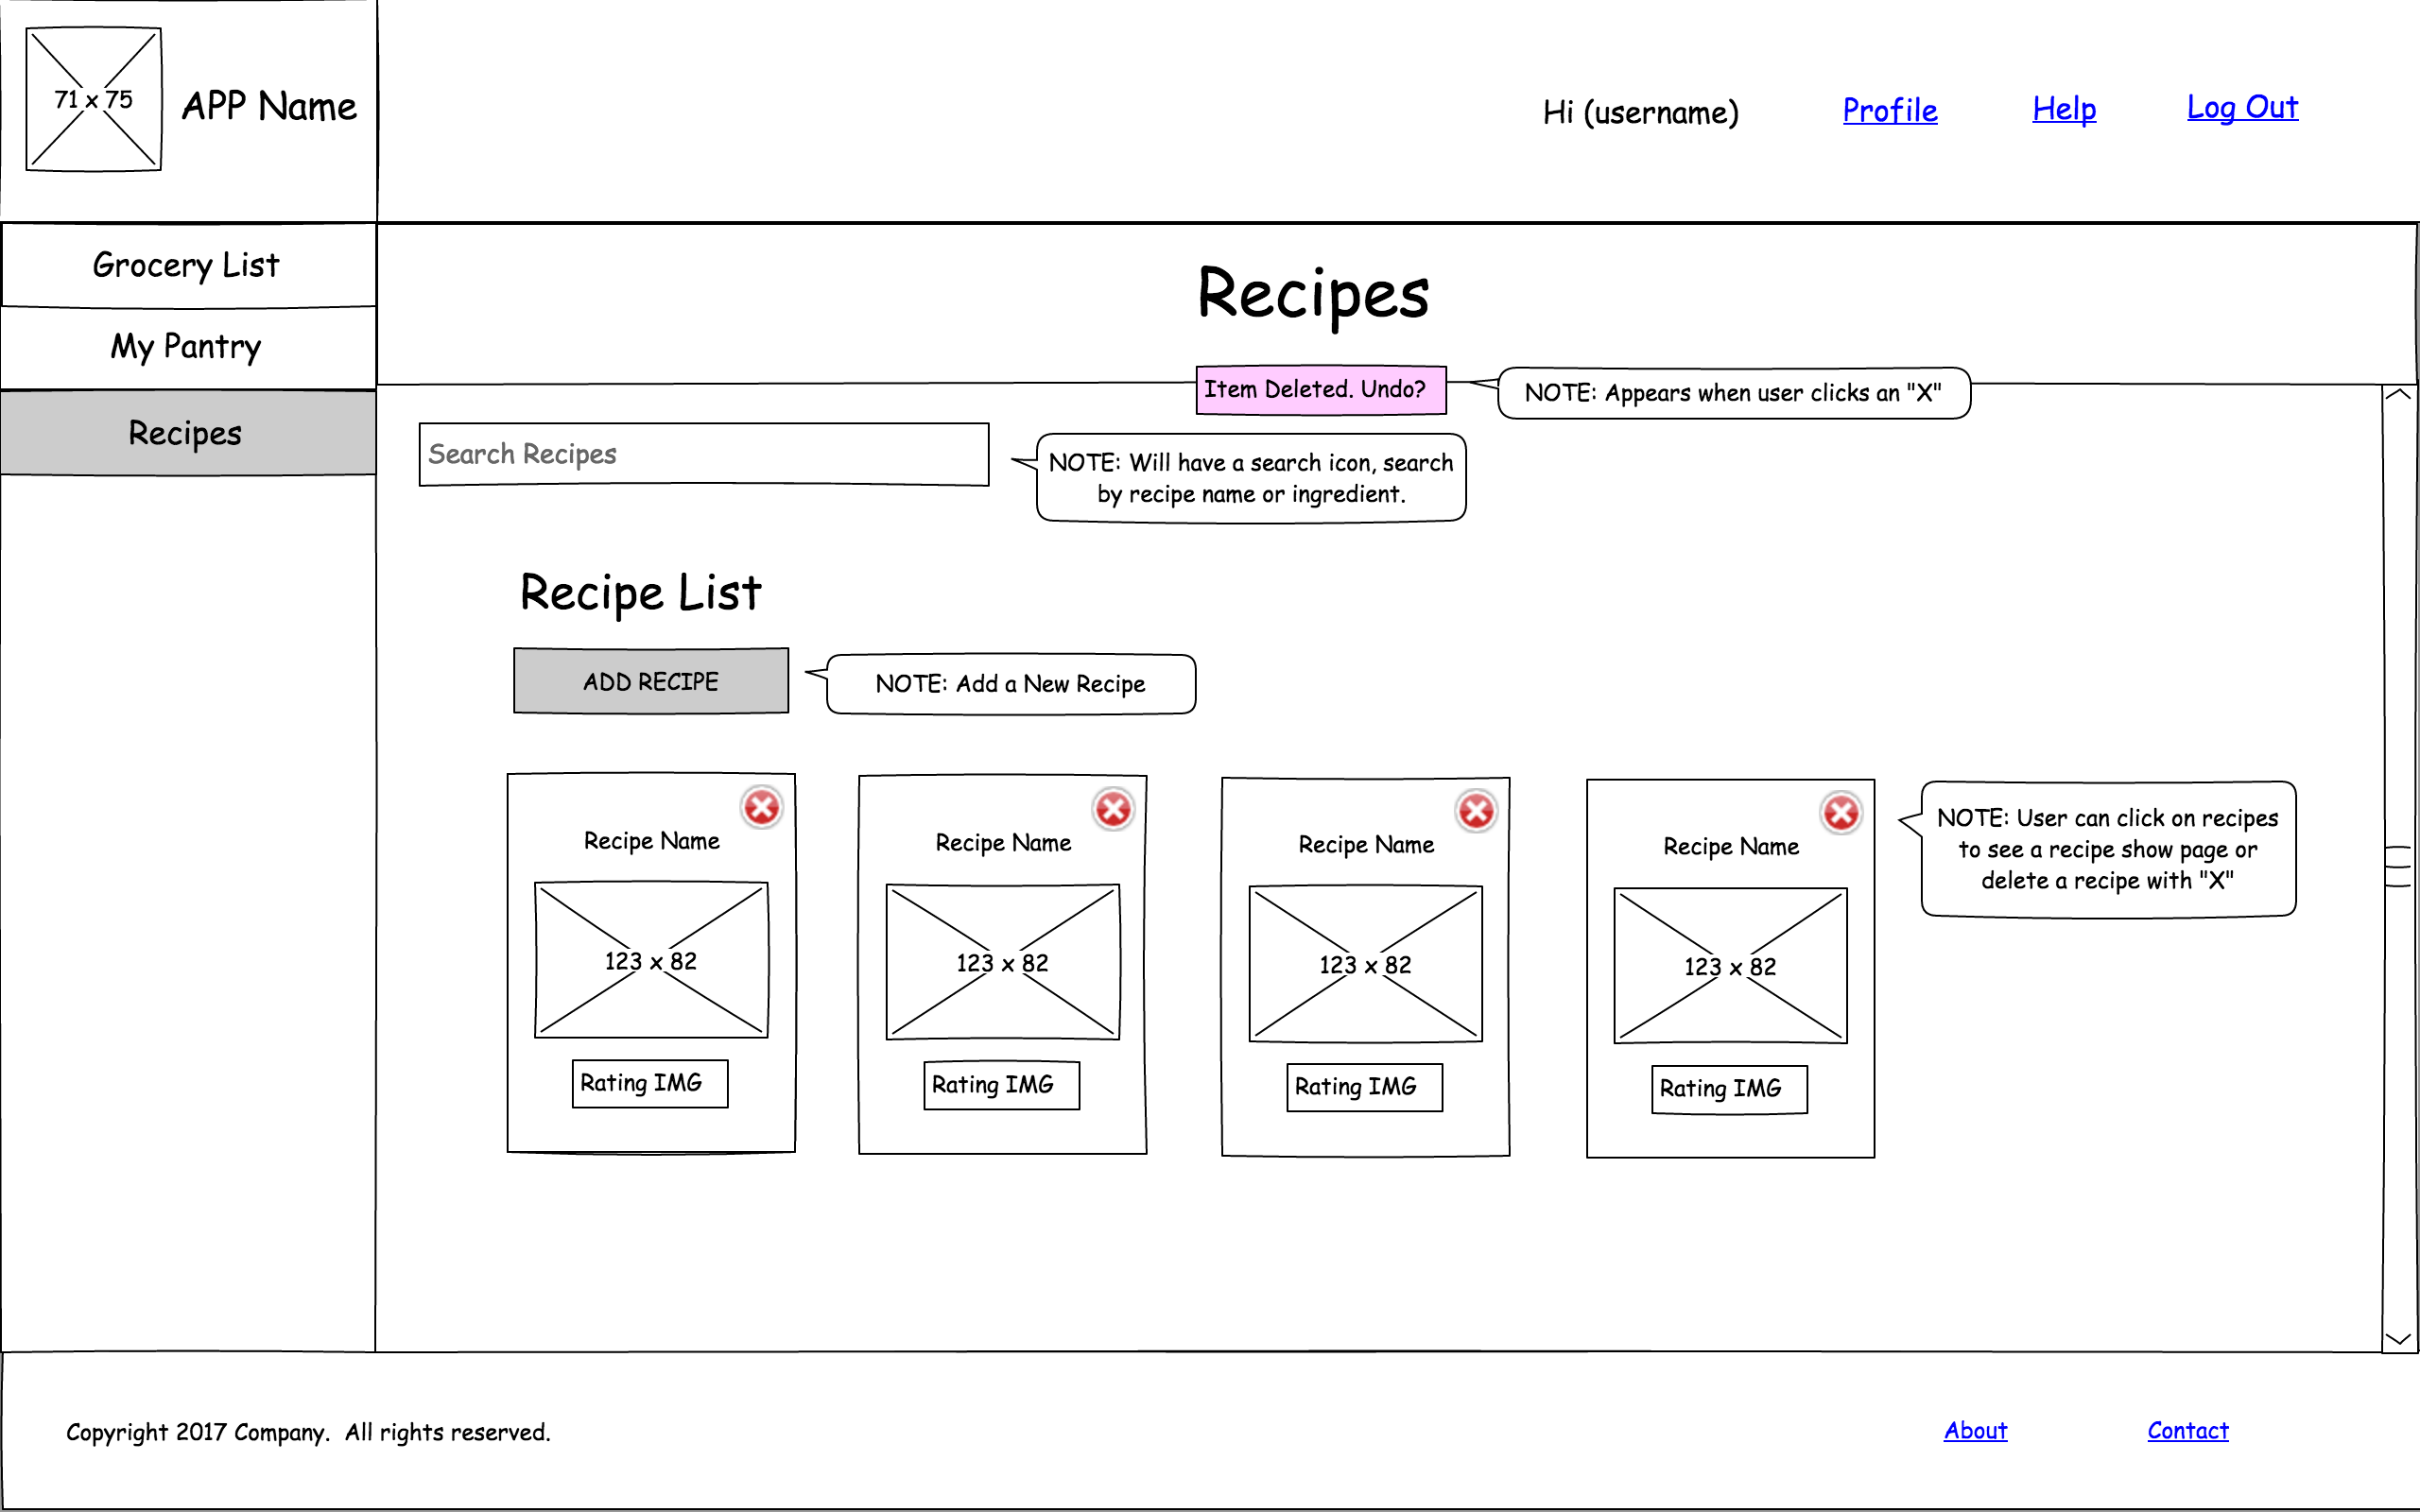 71 x 75
APP Name
Hi (username)
Profile
Help
Log Out
Grocery List
My Pantry
Recipes
Recipes
Item Deleted. Undo?
NOTE: Appears when user clicks an "X"
Search Recipes
NOTE: Will have a search icon, search
by recipe name or ingredient.
Recipe List
ADD RECIPE
NOTE: Add a New Recipe
Recipe Name
123 x 82
Rating IMG
Recipe Name
123 x 82
Rating IMG
Recipe Name
123 x 82
Rating IMG
Recipe Name
123 x 82
Rating IMG
NOTE: User can click on recipes
to see a recipe show page or
delete a recipe with "X"
Copyright 2017 Company.  All rights reserved.
About
Contact